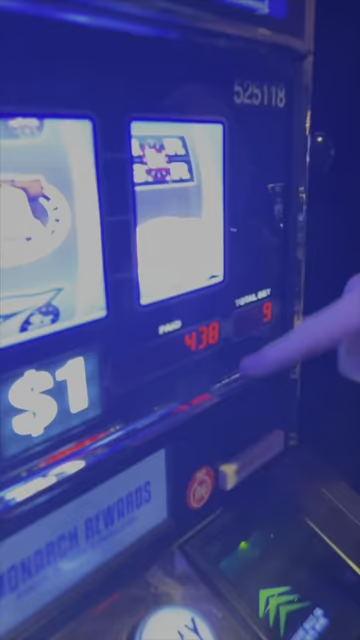 525118
PAID
TOTAL BET
438
9
$1
MONARCH REWARDS